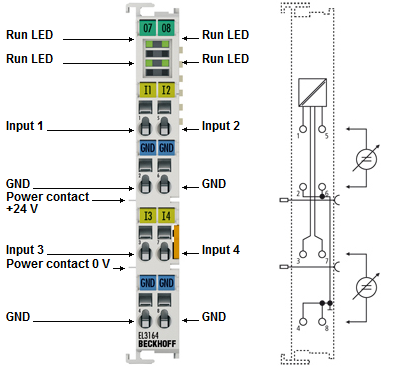 07 08
Run LED Run LED
Run LED Run LED
I1 I2
Input 1 Input 2
GND GND
GND GND
Power contact
+24 V
I3 I4
Input 3 Input 4
Power contact 0 V
GND GND
GND GND
EL3164
BECKHOFF
1 5
2 6
3 7
4 8